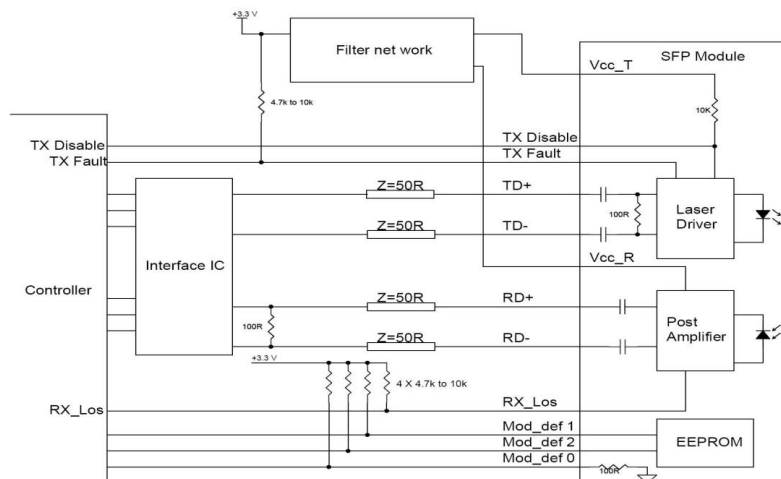 +3.3 V
Filter net work
SFP Module
Vcc_T
4.7k to 10k
10K
TX Disable
TX Disable
TX Fault
TX Fault
Z=50R
TD+
100R
Laser
Driver
Z=50R
TD-
Interface IC
Vcc_R
Controller
Z=50R
RD+
100R
Post
Amplifier
Z=50R
RD-
+3.3 V
4 X 4.7k to 10k
RX_Los
RX_Los
Mod_def 1
EEPROM
Mod_def 2
Mod_def 0
100R